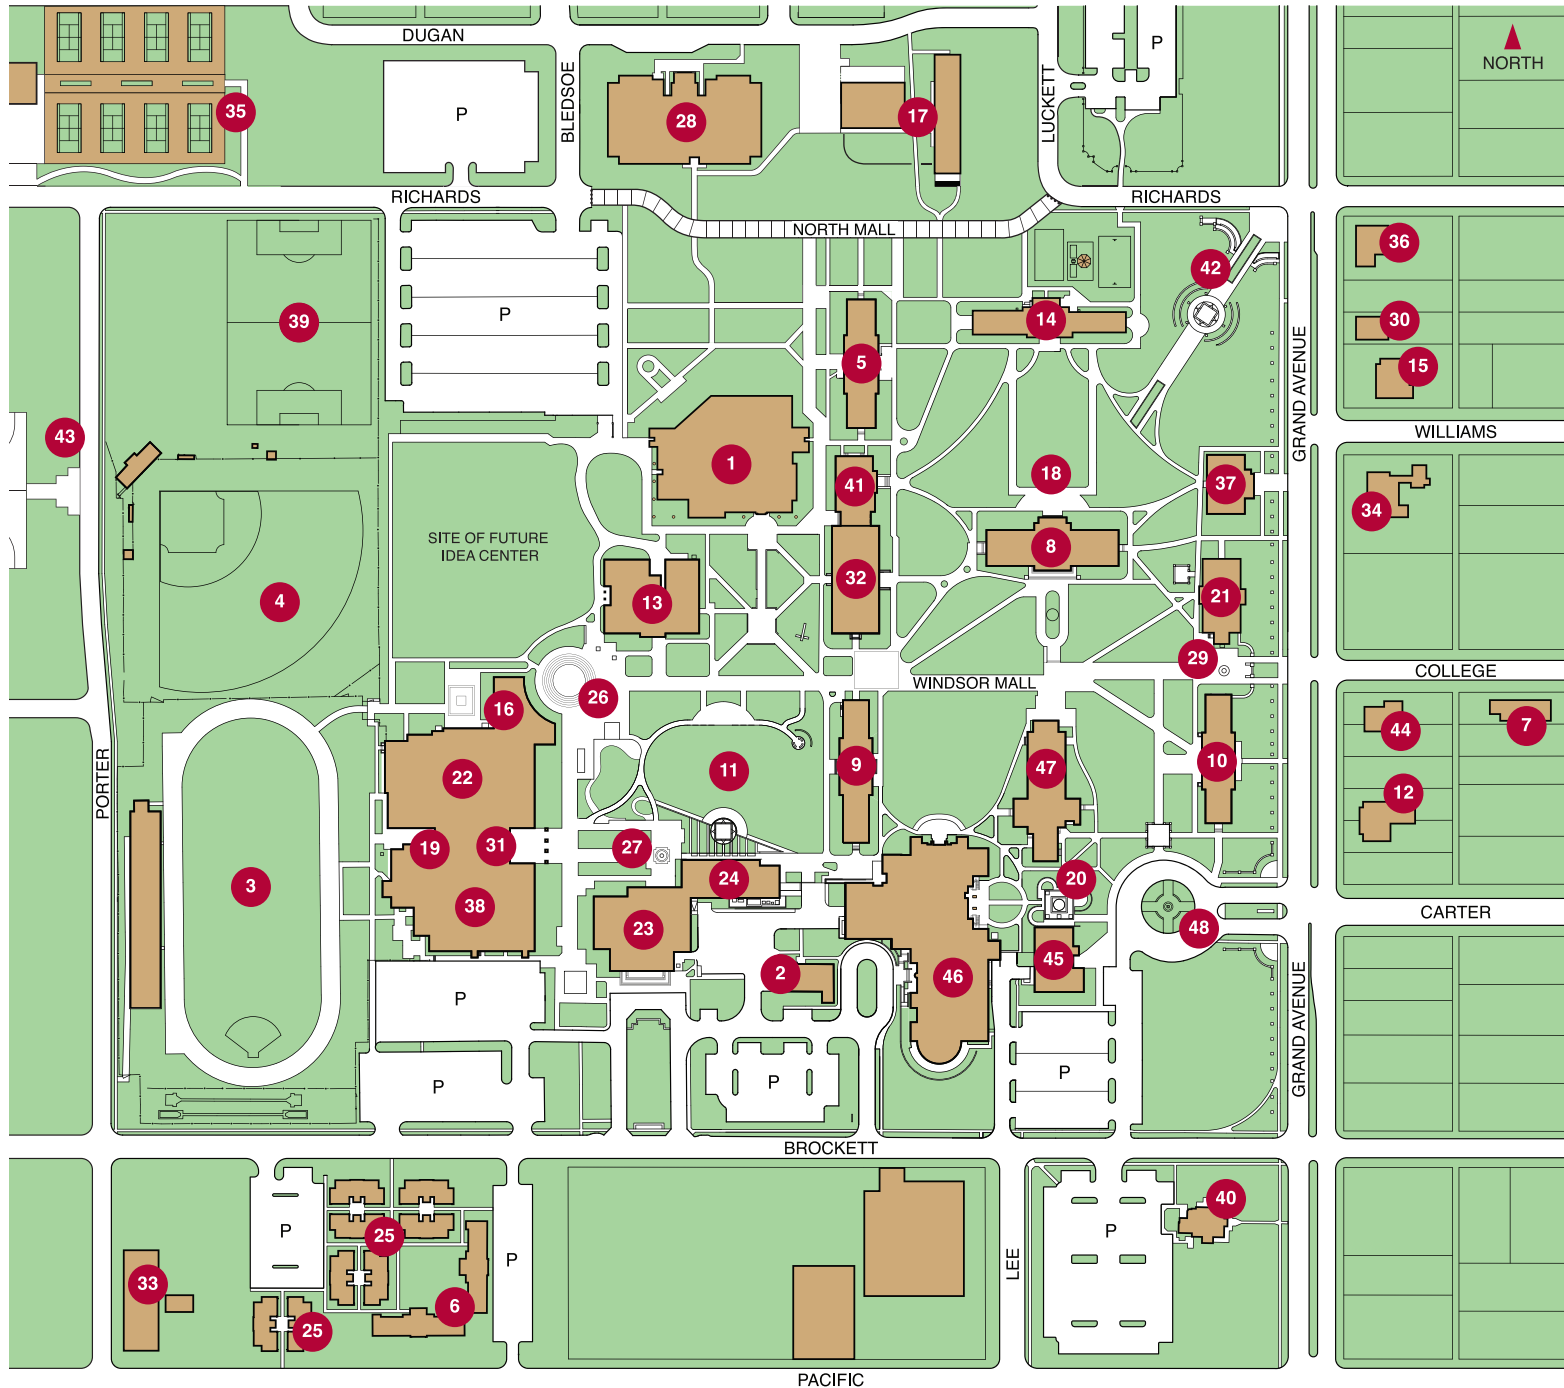 DUGAN
P
NORTH
BLEDSOE
LUCKETT
P
35
P
28
17
RICHARDS
RICHARDS
NORTH MALL
36
42
39
P
14
30
GRAND AVENUE
5
15
43
WILLIAMS
1
18
41
37
34
SITE OF FUTURE
IDEA CENTER
8
32
4
13
21
29
COLLEGE
WINDSOR MALL
26
16
44
7
PORTER
22
11
9
47
10
12
19
31
27
24
20
3
38
23
48
CARTER
45
2
46
GRAND AVENUE
P
P
P
P
BROCKETT
40
25
P
P
P
LEE
33
6
25
PACIFIC